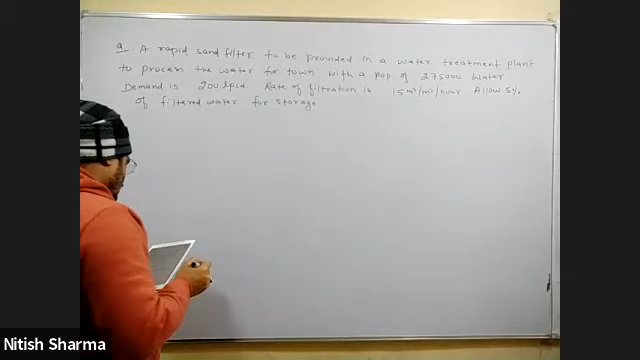 Q A rapid sand filter to be provided in a water treatment plant
to process the water for town with a pop. of 275000 Water
Demand is 200 lpcd Rate of filtration is 15 m³/m²/hour Allow 5%
of filtered water for storage
Nitish Sharma